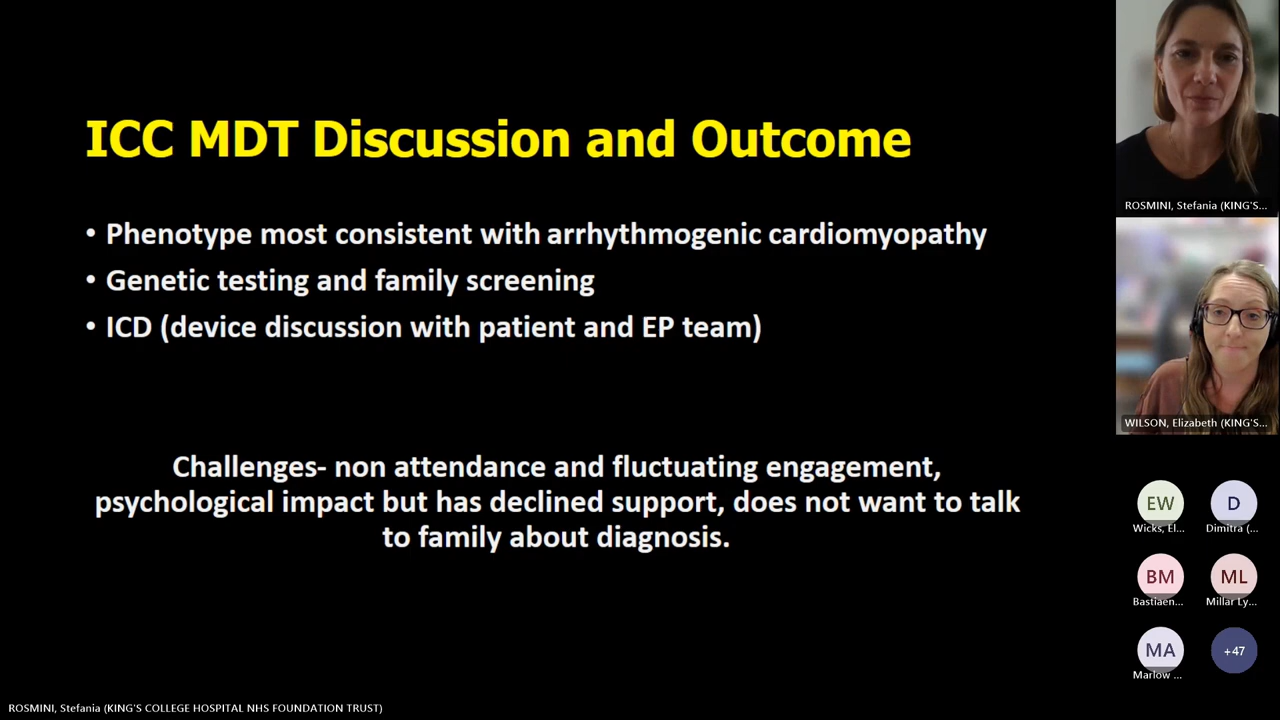 ICC MDT Discussion and Outcome
• Phenotype most consistent with arrhythmogenic cardiomyopathy
• Genetic testing and family screening
• ICD (device discussion with patient and EP team)
Challenges- non attendance and fluctuating engagement,
psychological impact but has declined support, does not want to talk
to family about diagnosis.
ROSMINI, Stefania (KING'S...
WILSON, Elizabeth (KING'S...
EW
D
Wicks, El...
Dimitra (...
BM
ML
Bastiaen...
Millar Ly...
MA
+47
Marlow ...
ROSMINI, Stefania (KING'S COLLEGE HOSPITAL NHS FOUNDATION TRUST)